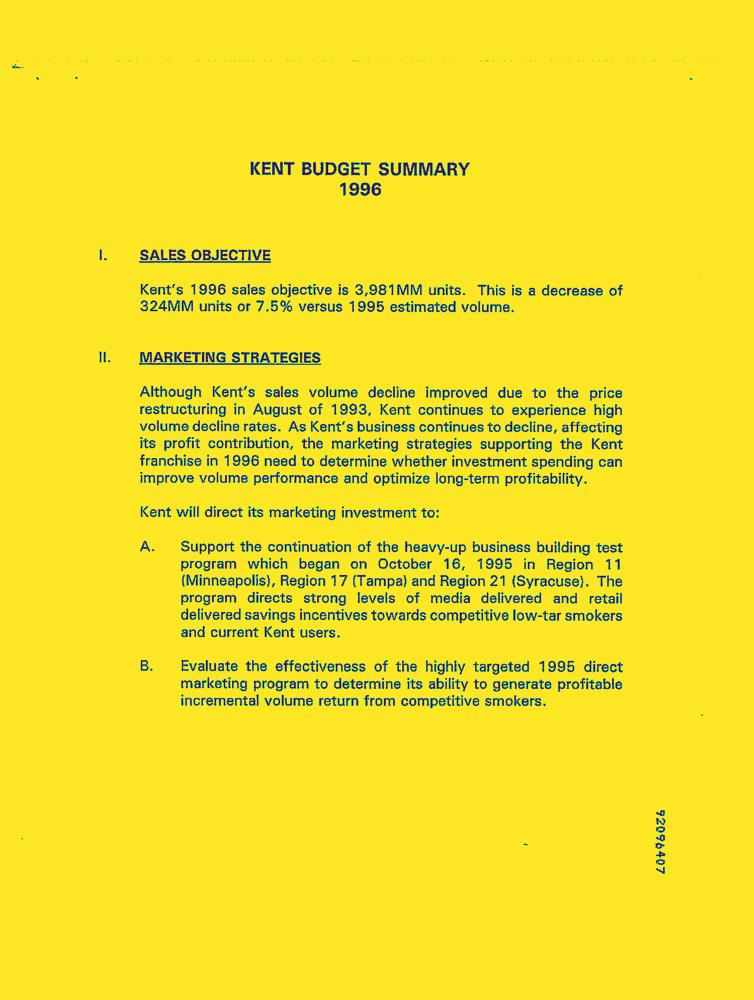 KENT BUDGET SUMMARY
1996
I. SALES OBJECTIVE
Kent's 1996 sales objective is 3,981MM units. This is a decrease of
324MM units or 7.5% versus 1995 estimated volume.
II. MARKETING STRATEGIES
Although Kent's sales volume decline improved due to the price
restructuring in August of 1993, Kent continues to experience high
volume decline rates. As Kent's business continues to decline, affecting
its profit contribution, the marketing strategies supporting the Kent
franchise in 1996 need to determine whether investment spending can
improve volume performance and optimize long-term profitability.
Kent will direct its marketing investment to:
A. Support the continuation of the heavy-up business building test
program which began on October 16, 1995 in Region 11
(Minneapolis), Region 17 (Tampa) and Region 21 (Syracuse). The
program directs strong levels of media delivered and retail
delivered savings incentives towards competitive low-tar smokers
and current Kent users.
B. Evaluate the effectiveness of the highly targeted 1995 direct
marketing program to determine its ability to generate profitable
incremental volume return from competitive smokers.
92096407